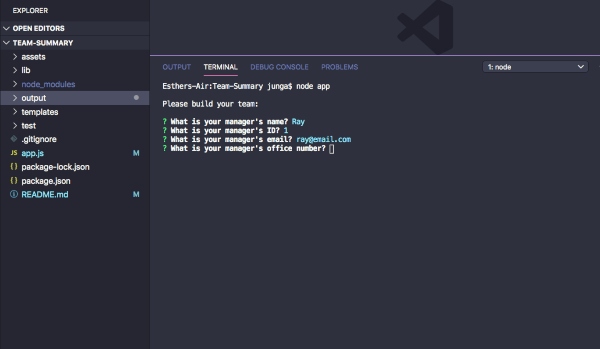 EXPLORER
OPEN EDITORS
TEAM-SUMMARY
assets
lib
node_modules
output
templates
test
.gitignore
JS app.js M
{} package-lock.json
{} package.json
README.md M
OUTPUT TERMINAL DEBUG CONSOLE PROBLEMS 1: node
Esthers-Air:Team-Summary junga$ node app
Please build your team:
? What is your manager's name? Ray
? What is your manager's ID? 1
? What is your manager's email? ray@email.com
? What is your manager's office number?